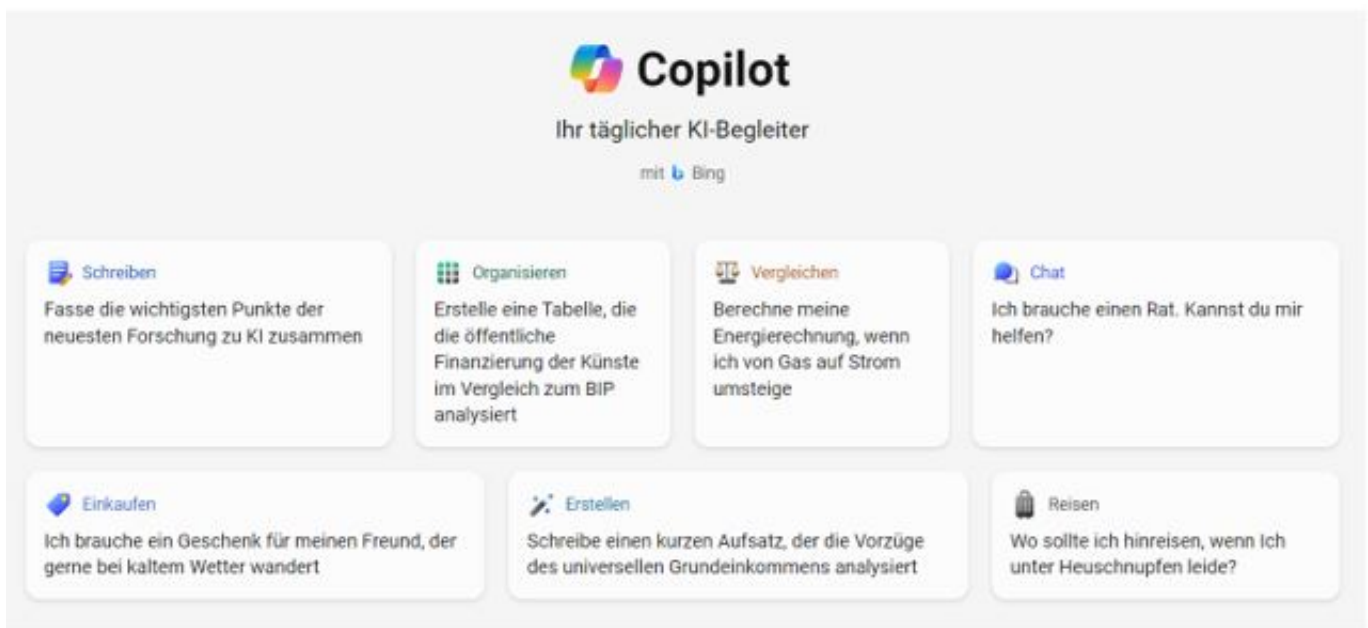 Copilot
Ihr täglicher KI-Begleiter
mit Bing
Schreiben
Fasse die wichtigsten Punkte der
neuesten Forschung zu KI zusammen
Organisieren
Erstelle eine Tabelle, die
die öffentliche
Finanzierung der Künste
im Vergleich zum BIP
analysiert
Vergleichen
Berechne meine
Energierechnung, wenn
ich von Gas auf Strom
umsteige
Chat
Ich brauche einen Rat. Kannst du mir
helfen?
Einkaufen
Ich brauche ein Geschenk für meinen Freund, der
gerne bei kaltem Wetter wandert
Erstellen
Schreibe einen kurzen Aufsatz, der die Vorzüge
des universellen Grundeinkommens analysiert
Reisen
Wo sollte ich hinreisen, wenn Ich
unter Heuschnupfen leide?